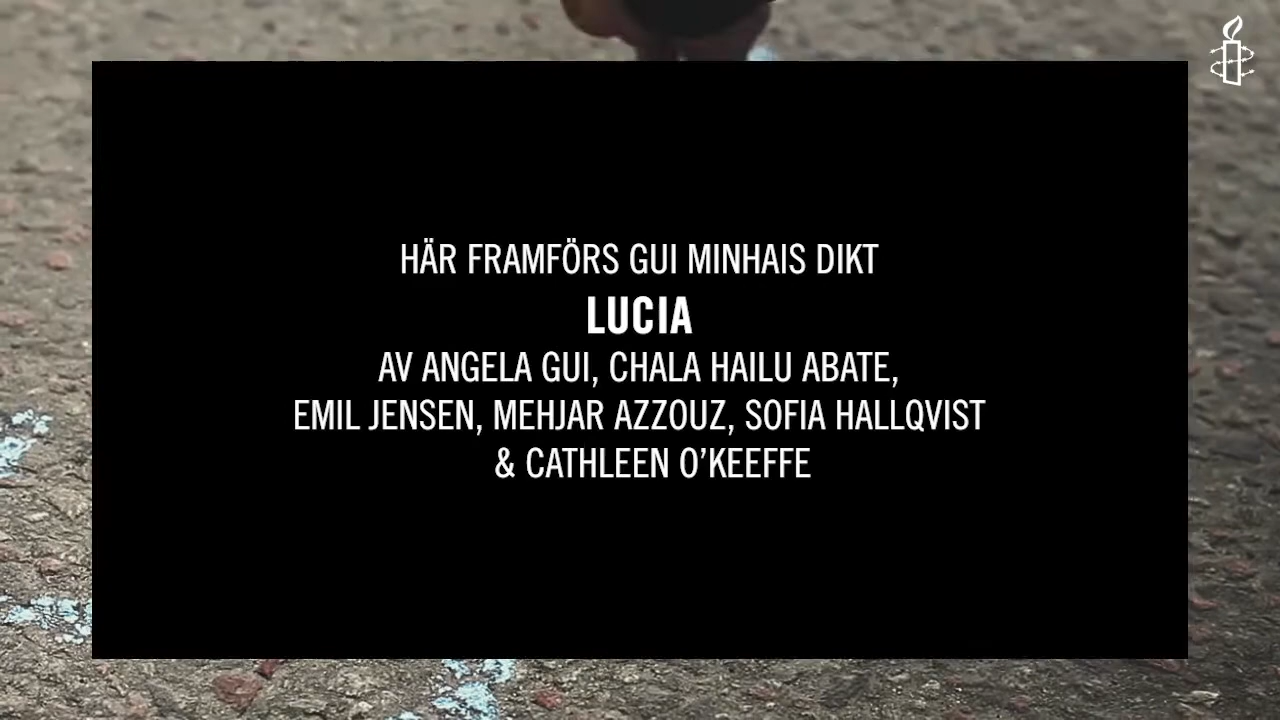 HÄR FRAMFÖRS GUI MINHAIS DIKT
LUCIA
AV ANGELA GUI, CHALA HAILU ABATE,
EMIL JENSEN, MEHJAR AZZOUZ, SOFIA HALLQVIST
& CATHLEEN O’KEEFFE